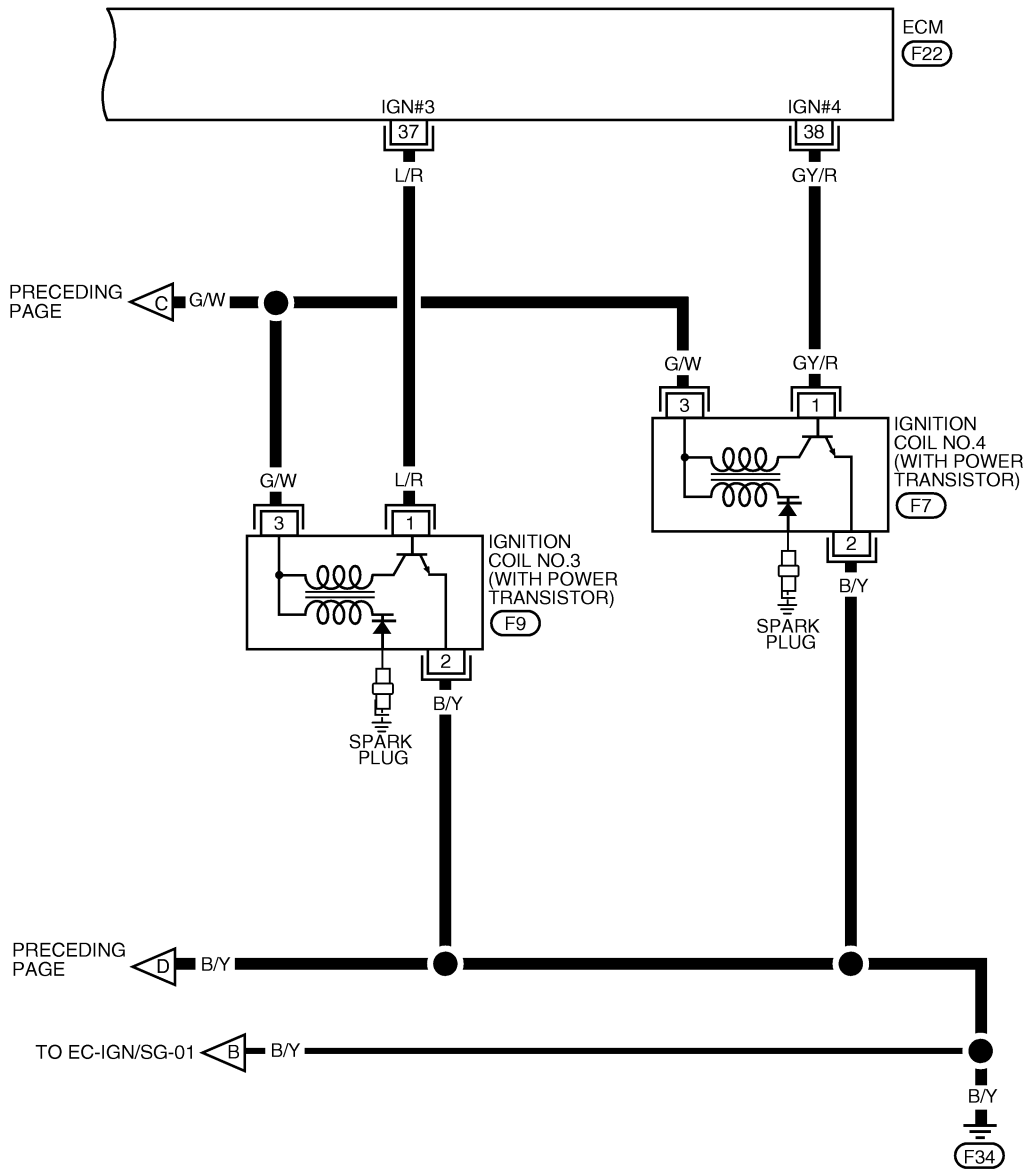 ECM
F22
IGN#3
IGN#4
37
38
L/R
GY/R
PRECEDING
PAGE
C
G/W
G/W
GY/R
3
1
IGNITION
COIL NO.4
(WITH POWER
TRANSISTOR)
F7
G/W
L/R
3
1
IGNITION
COIL NO.3
(WITH POWER
TRANSISTOR)
F9
2
B/Y
SPARK
PLUG
2
B/Y
SPARK
PLUG
PRECEDING
PAGE
D
B/Y
TO EC-IGN/SG-01
B
B/Y
B/Y
F34